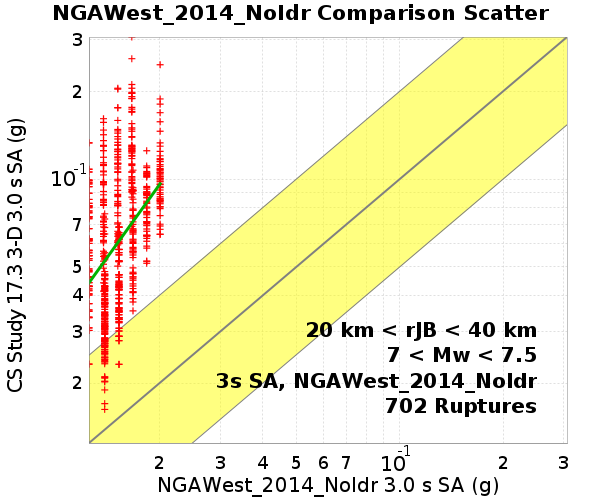 NGAWest_2014_NoIdr Comparison Scatter
CS Study 17.3 3-D 3.0 s SA (g)
3
2
10⁻¹
7
5
4
3
2
20 km < rJB < 40 km
7 < Mw < 7.5
3s SA, NGAWest_2014_NoIdr
702 Ruptures
2 3 4 5 6 7 10⁻¹ 2 3
NGAWest_2014_NoIdr 3.0 s SA (g)